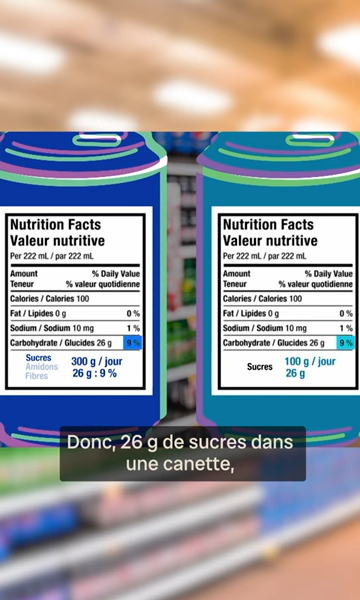 Nutrition Facts
Valeur nutritive
Per 222 mL / par 222 mL
Amount % Daily Value
Teneur % valeur quotidienne
Calories / Calories 100
Fat / Lipides 0 g 0 %
Sodium / Sodium 10 mg 1 %
Carbohydrate / Glucides 26 g 9 %
Sucres
Amidons
Fibres
300 g / jour
26 g : 9 %
Nutrition Facts
Valeur nutritive
Per 222 mL / par 222 mL
Amount % Daily Value
Teneur % valeur quotidienne
Calories / Calories 100
Fat / Lipides 0 g 0 %
Sodium / Sodium 10 mg 1 %
Carbohydrate / Glucides 26 g 9 %
Sucres
100 g / jour
26 g
Donc, 26 g de sucres dans
une canette,